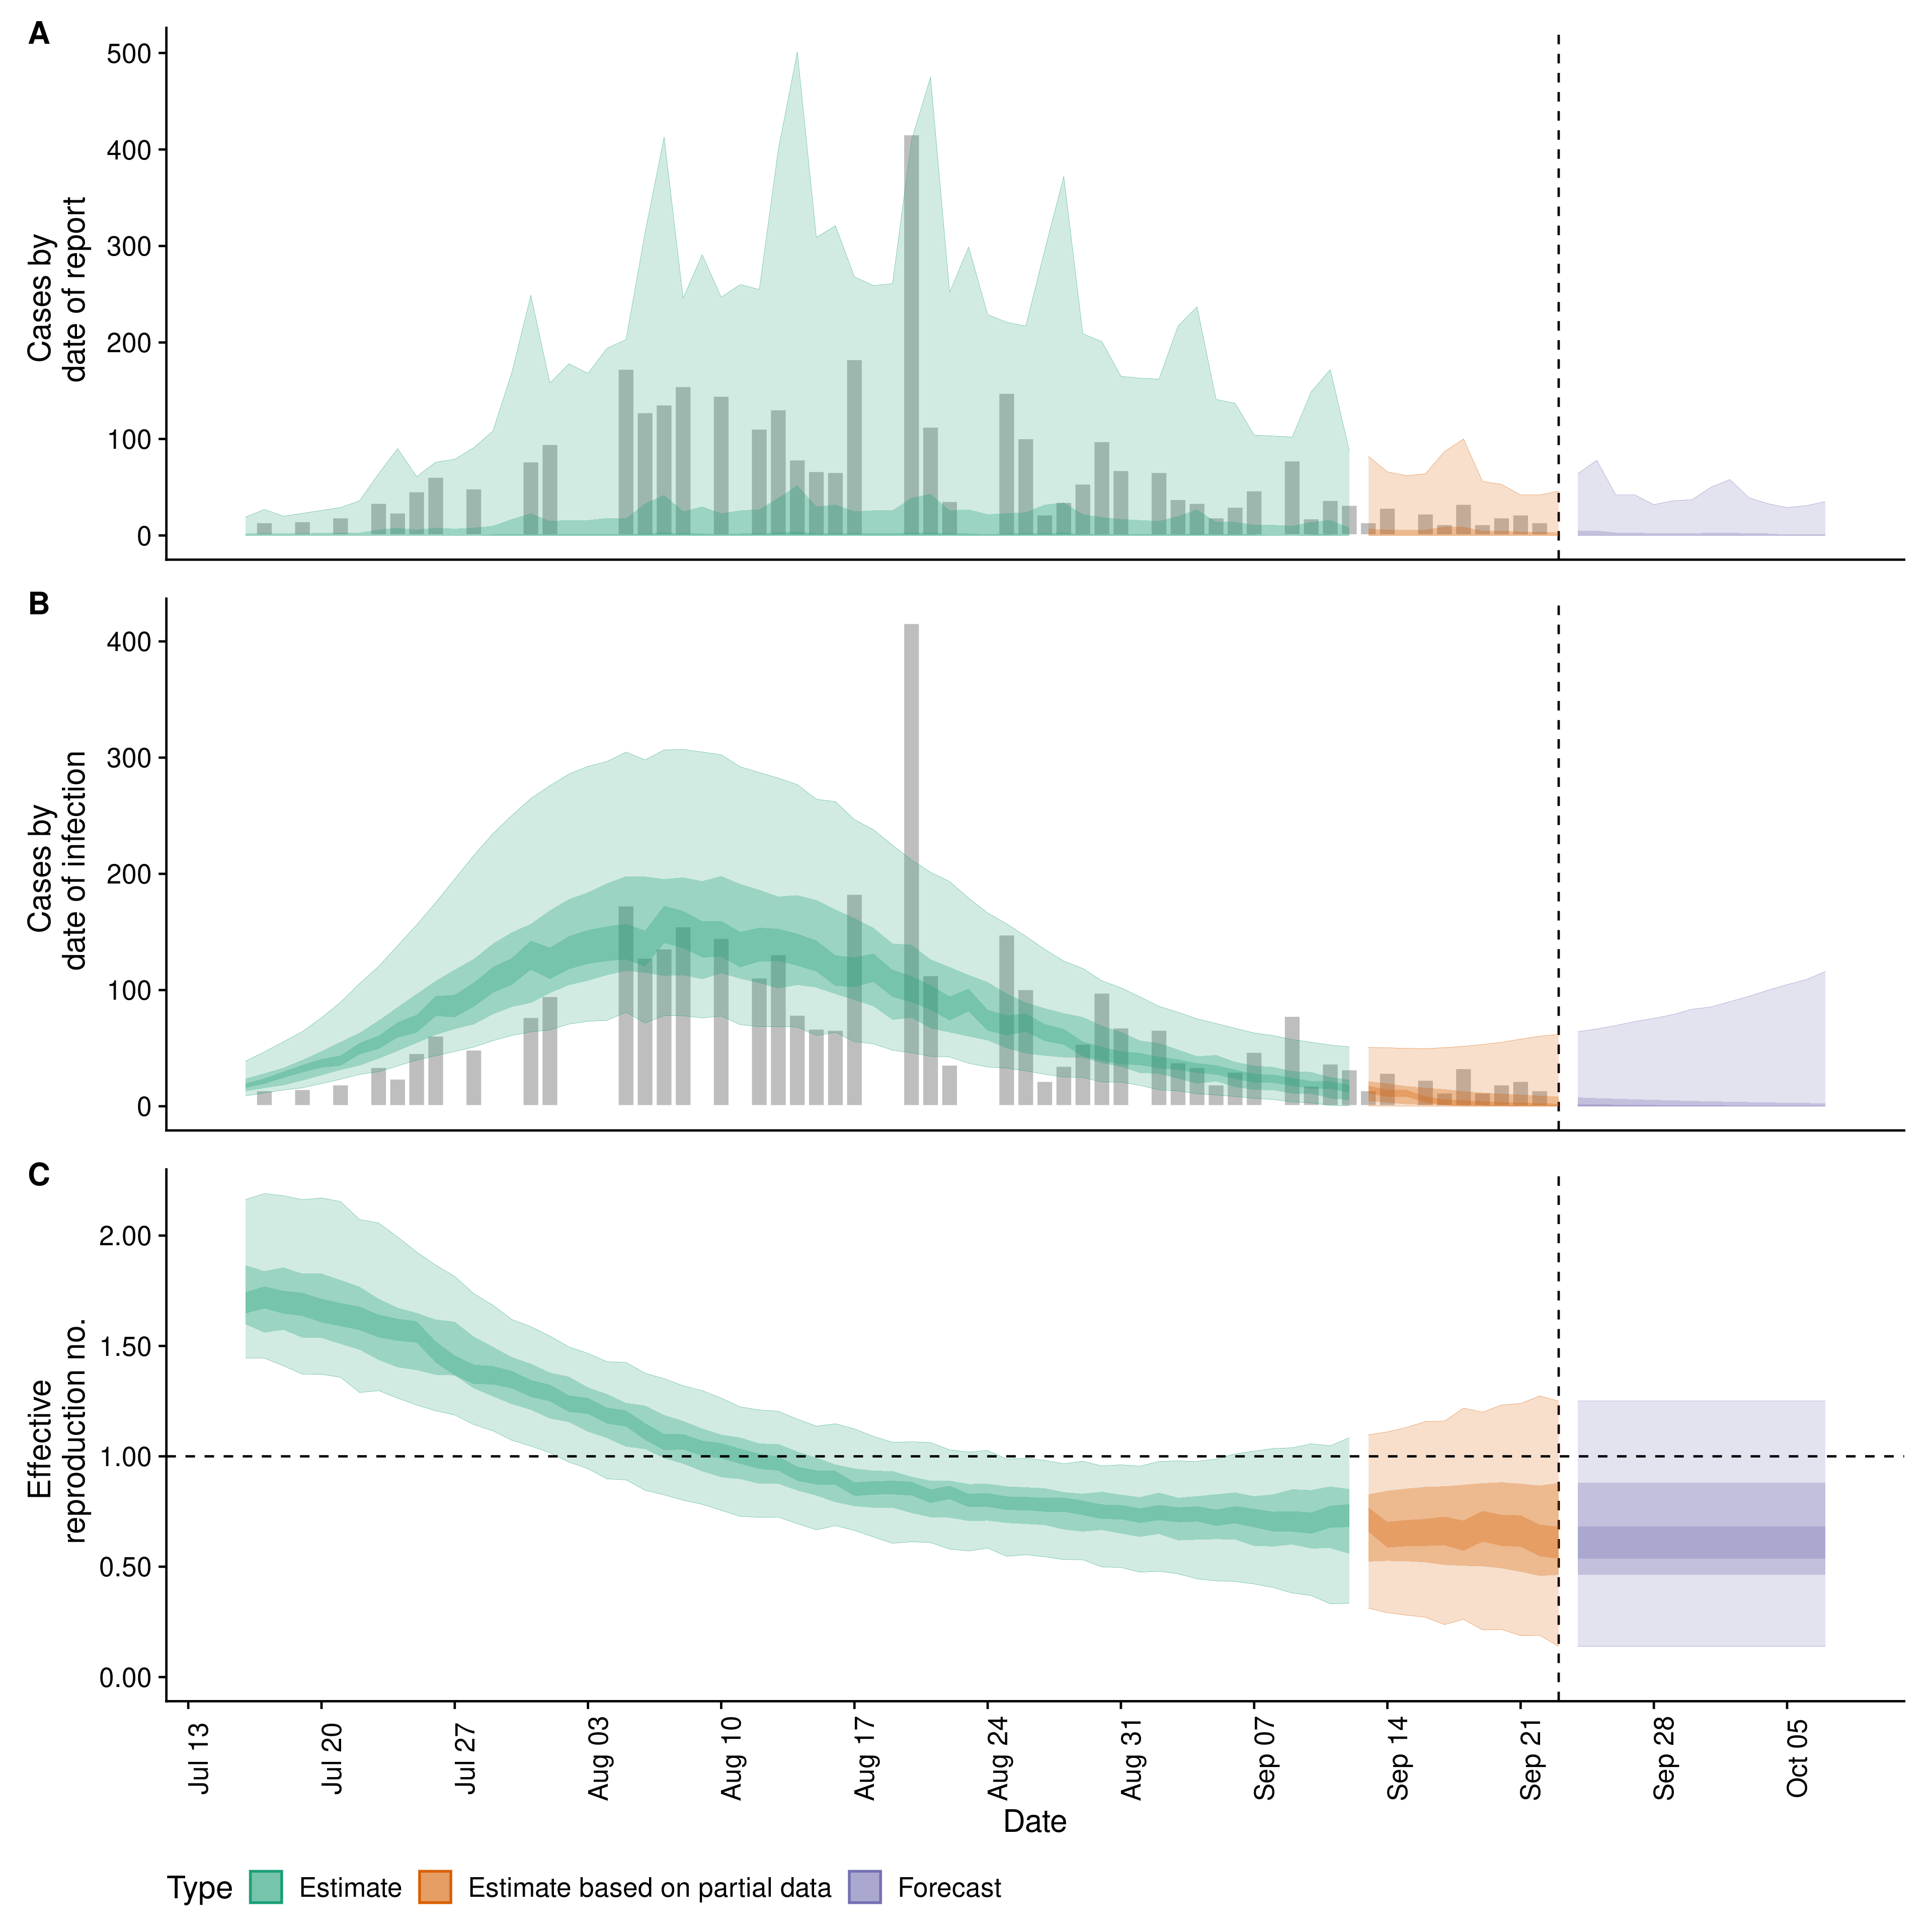 A
500
400
300
200
100
0
Cases by
date of report
B
400
300
200
100
0
Cases by
date of infection
C
2.00
1.50
1.00
0.50
0.00
Effective
reproduction no.
Jul 13
Jul 20
Jul 27
Aug 03
Aug 10
Aug 17
Aug 24
Aug 31
Sep 07
Sep 14
Sep 21
Sep 28
Oct 05
Date
Type Estimate Estimate based on partial data Forecast